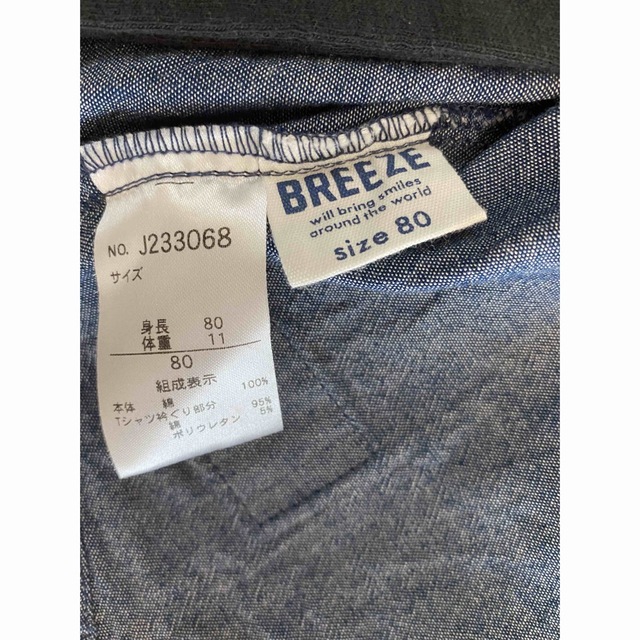 BREEZE
will bring smiles
around the world
size 80
NO. J233068
サイズ
身長 80
体重 11
80
組成表示
本体 綿 100%
Tシャツ衿ぐり部分
綿 95%
ポリウレタン 5%